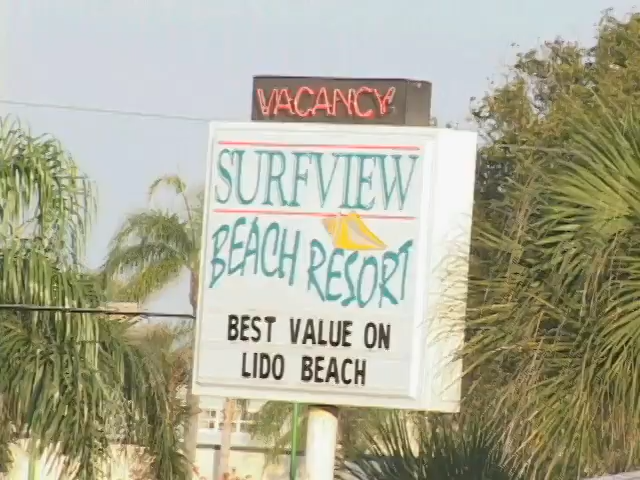 VACANCY
SURFVIEW
BEACH RESORT
BEST VALUE ON
LIDO BEACH